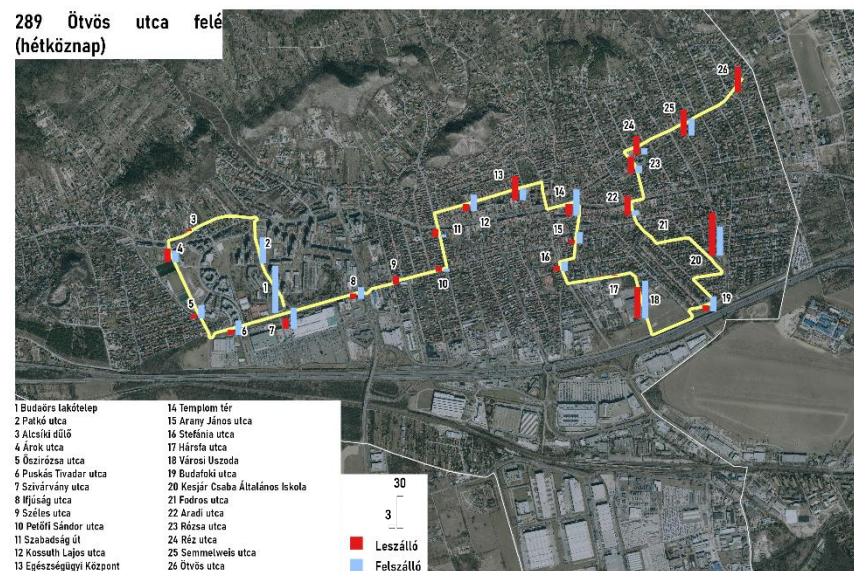 289 Ötvös utca felé
(hétköznap)
26
25
24
23
22
21
20
19
18
17
16
15
14
13
12
11
10
9
8
7
6
5
4
3
2
1
1 Budaörs lakótelep
2 Patkó utca
3 Alcsiki dűlő
4 Árok utca
5 Őszirózsa utca
6 Puskás Tivadar utca
7 Szivárvány utca
8 Ifjúság utca
9 Széles utca
10 Petőfi Sándor utca
11 Szabadság út
12 Kossuth Lajos utca
13 Egészségügyi Központ
14 Templom tér
15 Arany János utca
16 Stefánia utca
17 Hársfa utca
18 Városi Uszoda
19 Budafoki utca
20 Kesjár Csaba Általános Iskola
21 Fodros utca
22 Aradi utca
23 Rózsa utca
24 Réz utca
25 Semmelweis utca
26 Ötvös utca
30
3
Leszálló
Felszálló